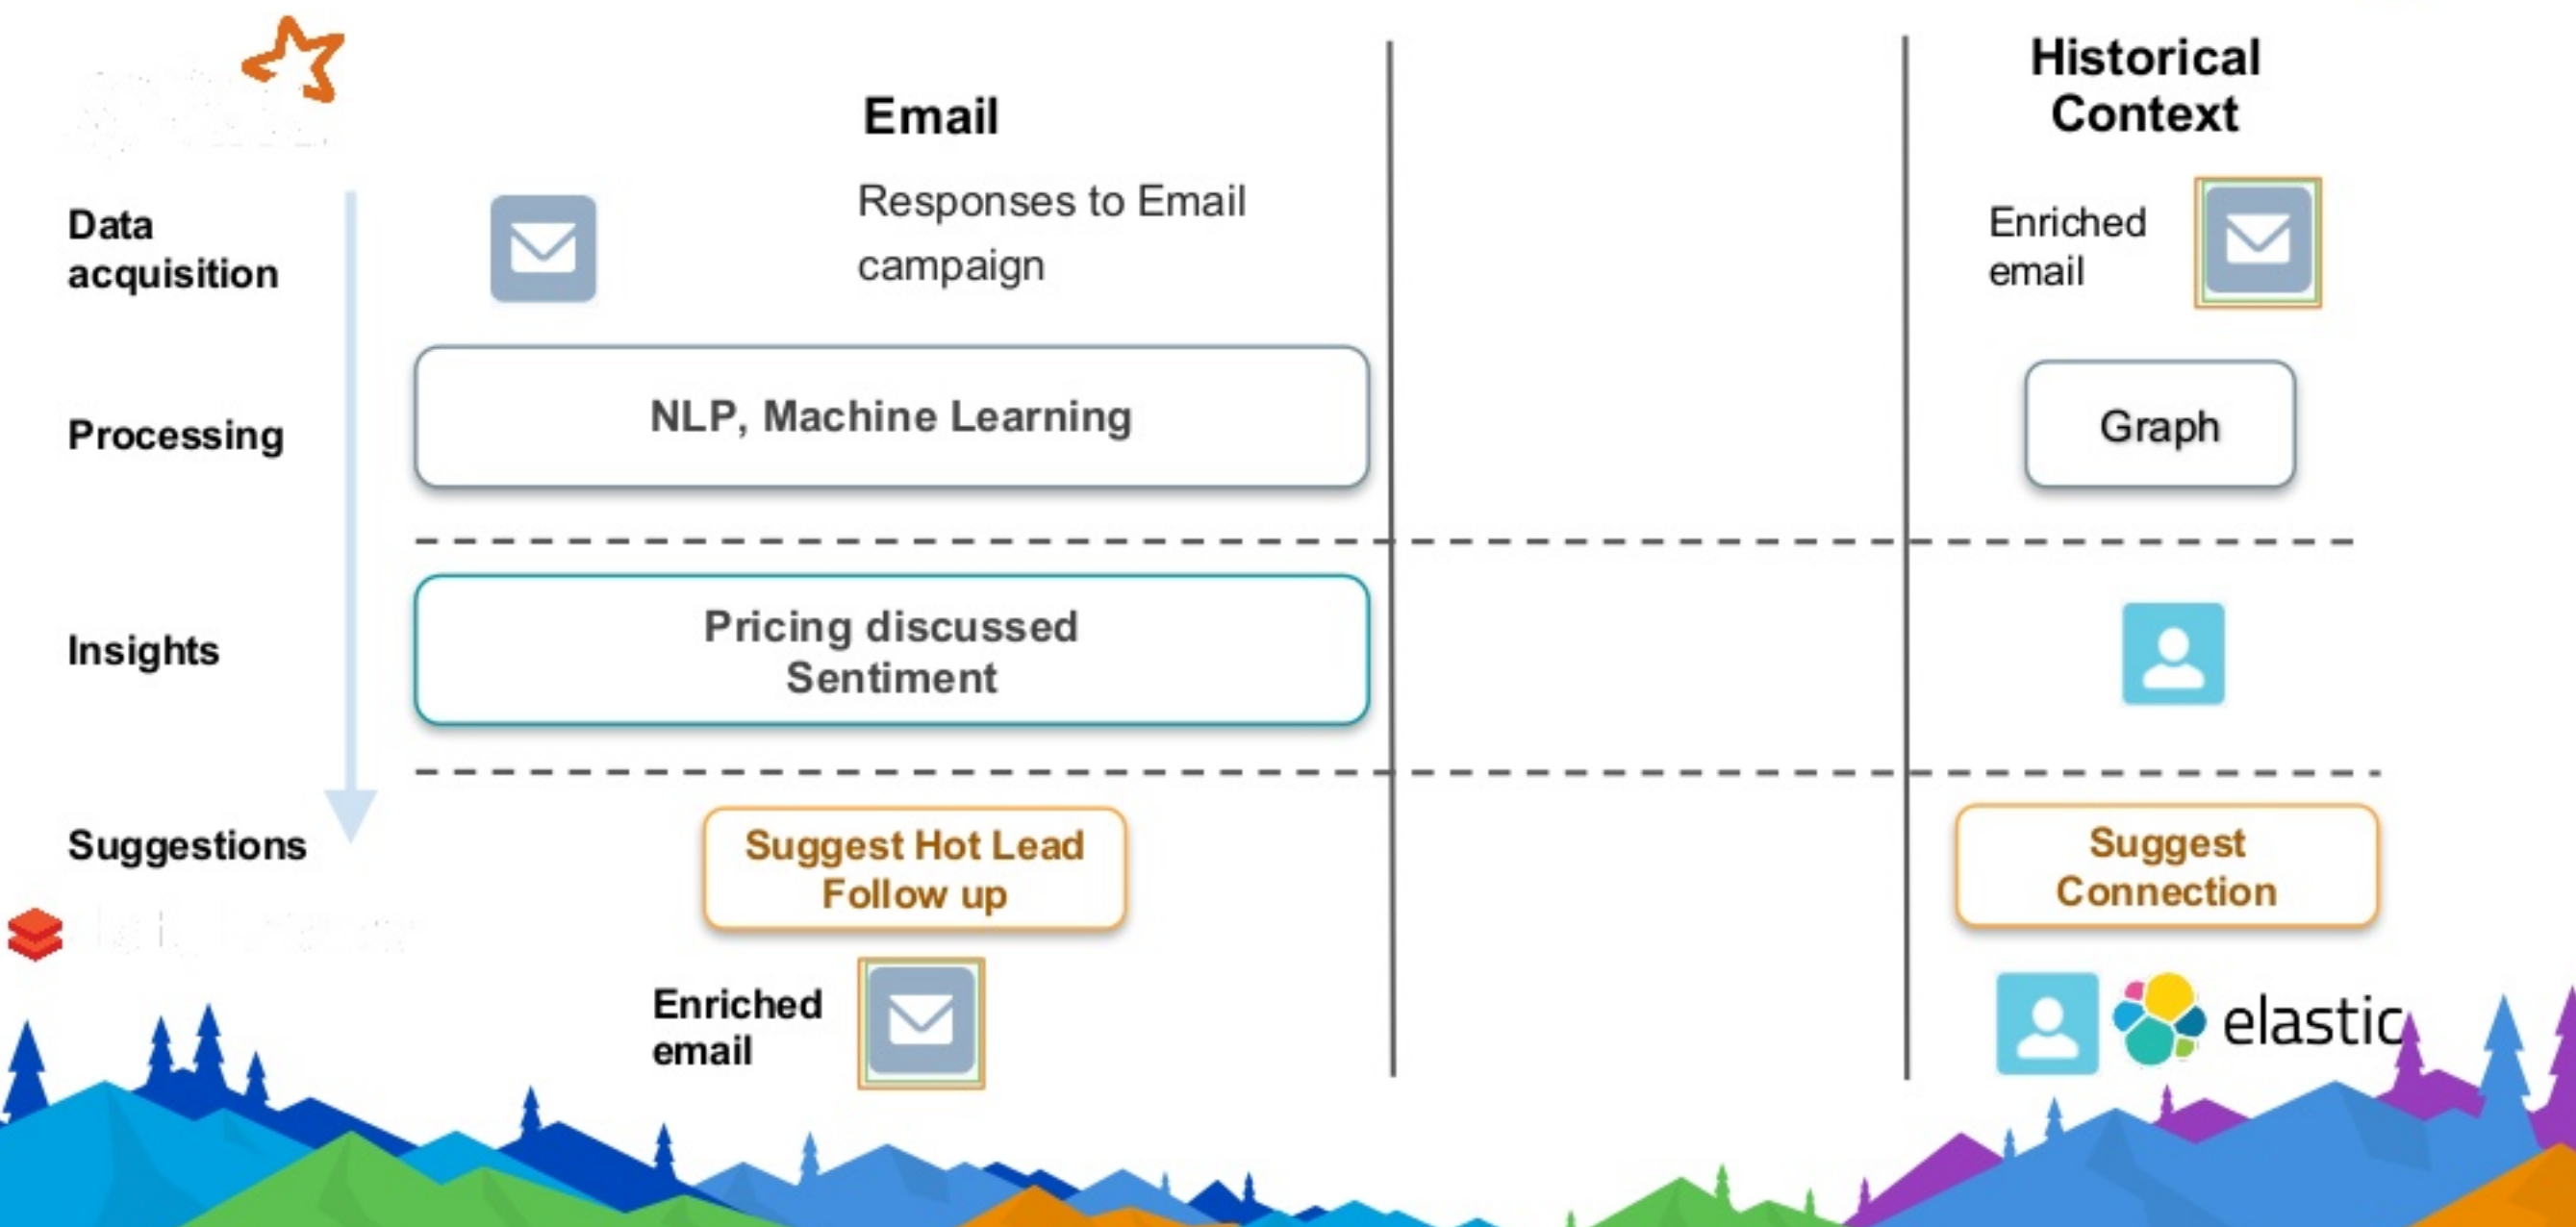 Email
Historical
Context
Data
acquisition
Responses to Email
campaign
Enriched
email
Processing
NLP, Machine Learning
Graph
Insights
Pricing discussed
Sentiment
Suggestions
Suggest Hot Lead
Follow up
Suggest
Connection
Enriched
email
elastic